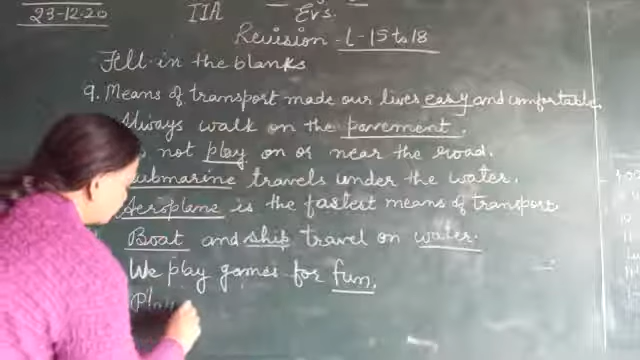 23-12-20 IIA Evs.
Revision - L-15 to 18
Fill in the blanks
9. Means of transport made our lives easy and comfortable.
Always walk on the pavement.
not play on or near the road.
Submarine travels under the water.
Aeroplane is the fastest means of transport.
Boat and ship travel on water.
We play games for fun.